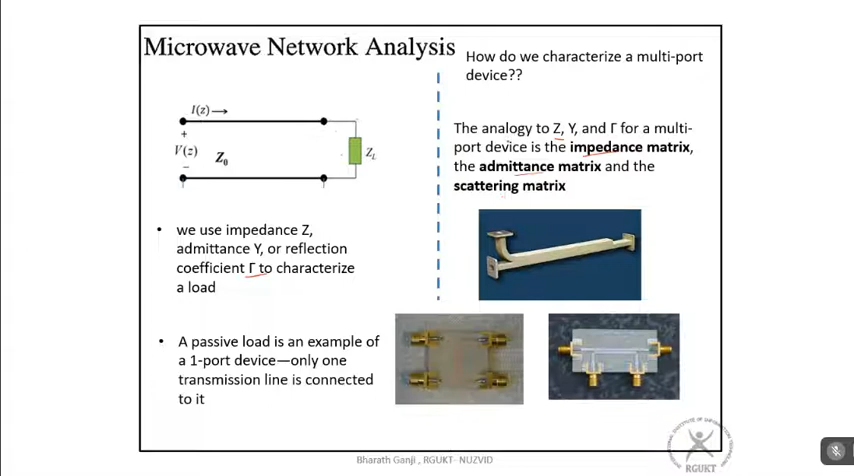 Microwave Network Analysis
I(z)
+
V(z)
Z0
−
ZL
• we use impedance Z,
admittance Y, or reflection
coefficient Γ to characterize
a load
• A passive load is an example of
a 1-port device—only one
transmission line is connected
to it
How do we characterize a multi-port
device??
The analogy to Z, Y, and Γ for a multi-
port device is the impedance matrix,
the admittance matrix and the
scattering matrix
RGUKT
Bharath Ganji , RGUKT- NUZVID